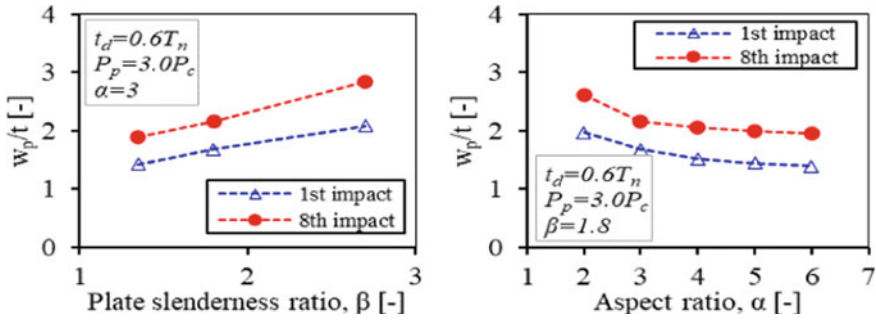 4
3
2
1
0
w_p/t [-]
t_d=0.6T_n
P_p=3.0P_c
α=3
1st impact
8th impact
1 2 3
Plate slenderness ratio, β [-]
4
3
2
1
0
w_p/t [-]
1st impact
8th impact
t_d=0.6T_n
P_p=3.0P_c
β=1.8
1 2 3 4 5 6 7
Aspect ratio, α [-]